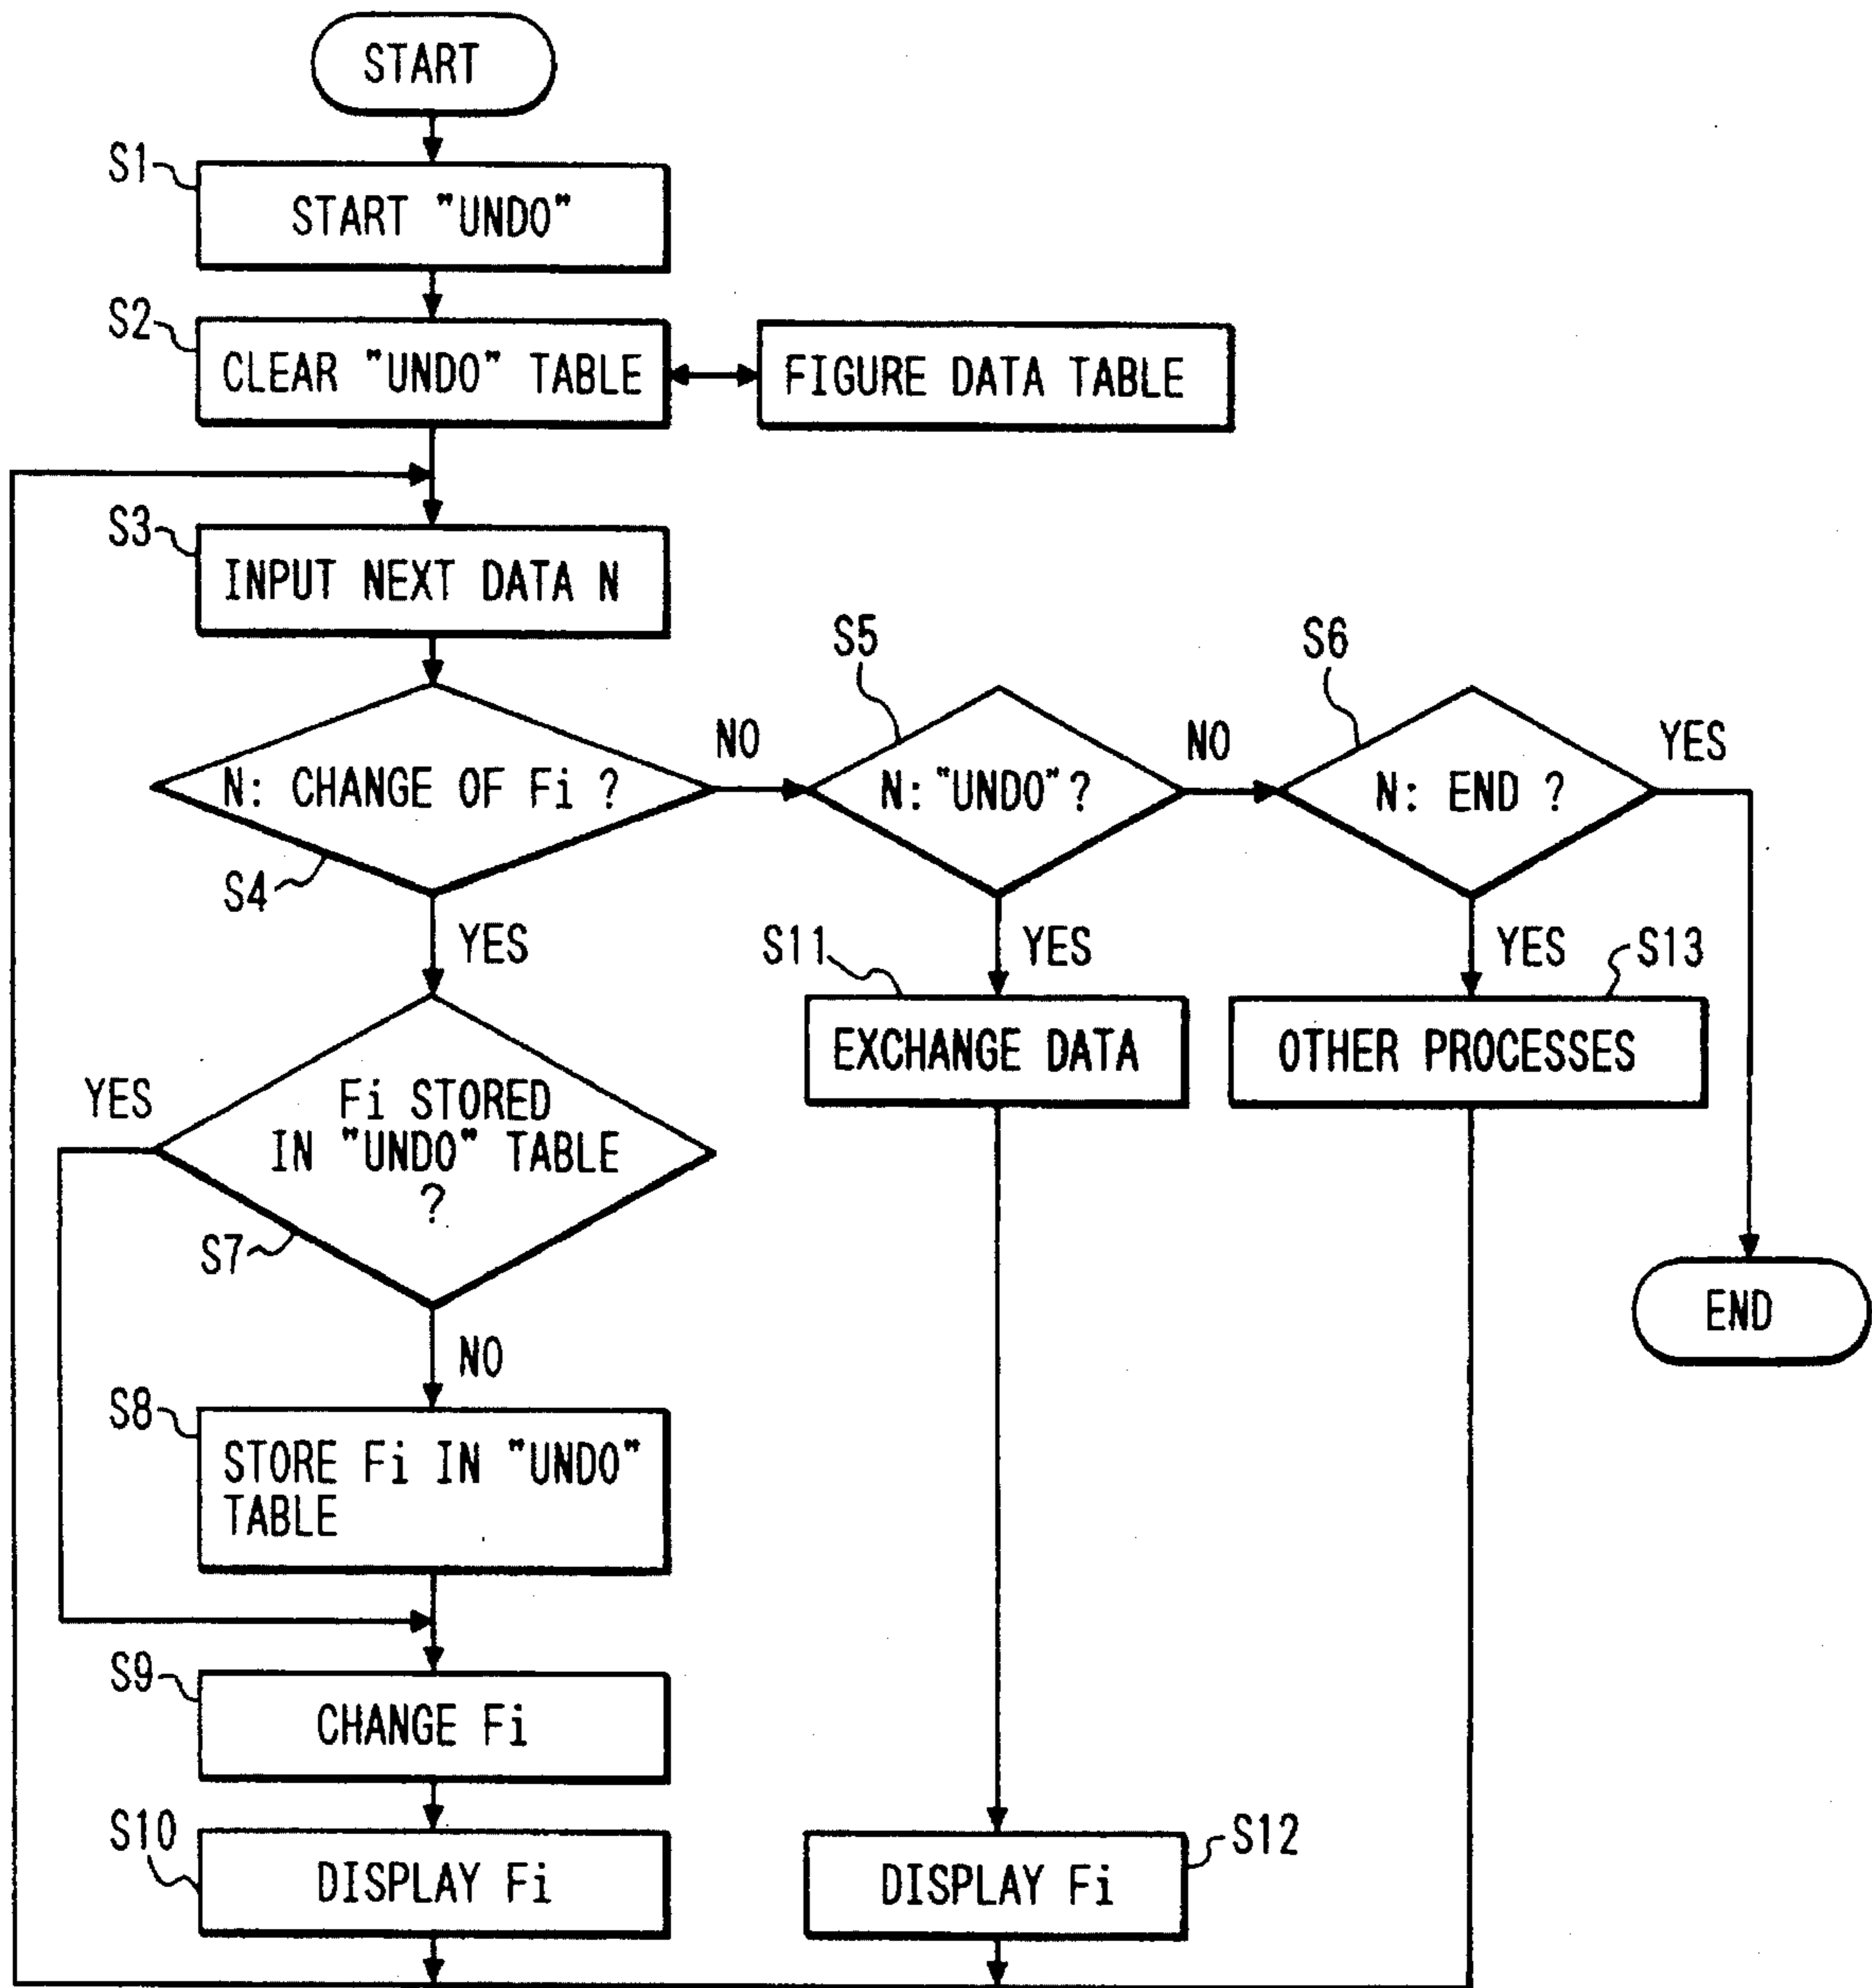 START
S1
START "UNDO"
S2
CLEAR "UNDO" TABLE
FIGURE DATA TABLE
S3
INPUT NEXT DATA N
S5
S6
N: CHANGE OF Fi ?
NO
N: "UNDO" ?
NO
N: END ?
YES
S4
YES
S11
YES
YES
S13
EXCHANGE DATA
OTHER PROCESSES
YES
Fi STORED
IN "UNDO" TABLE
?
S7
END
NO
S8
STORE Fi IN "UNDO"
TABLE
S9
CHANGE Fi
S10
DISPLAY Fi
S12
DISPLAY Fi